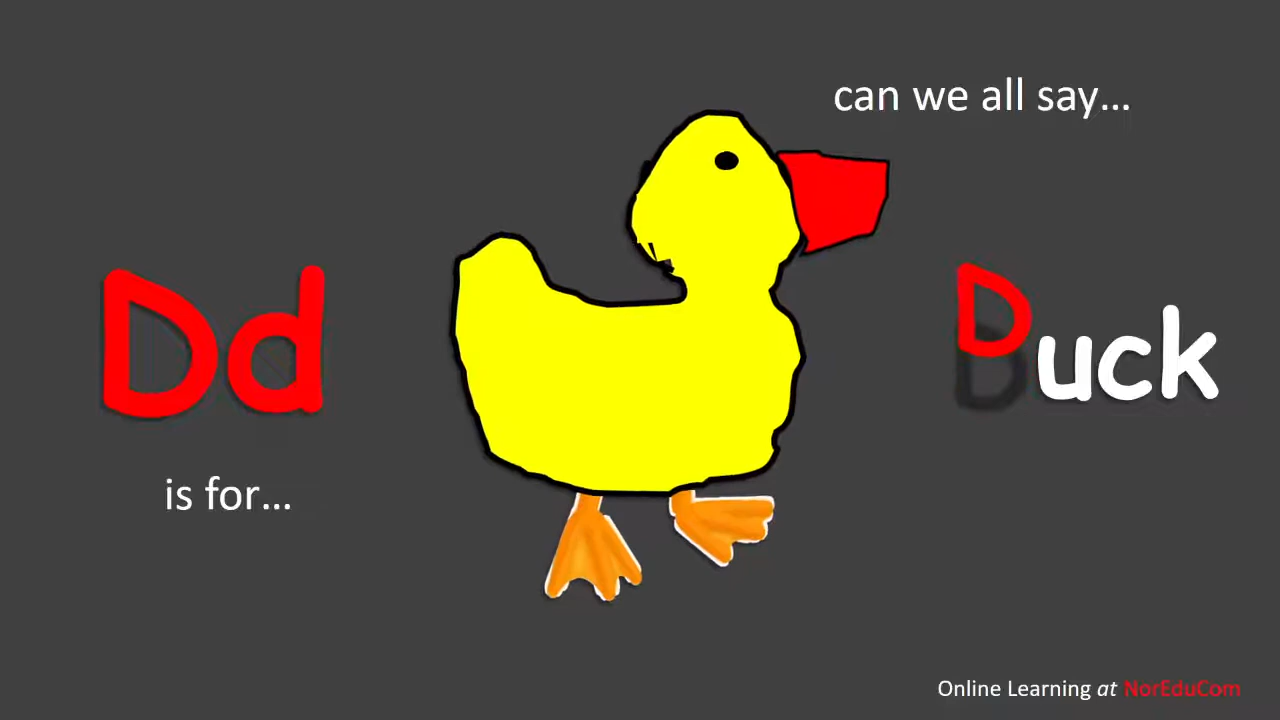 Dd
is for...
can we all say...
Duck
Online Learning at NorEduCom